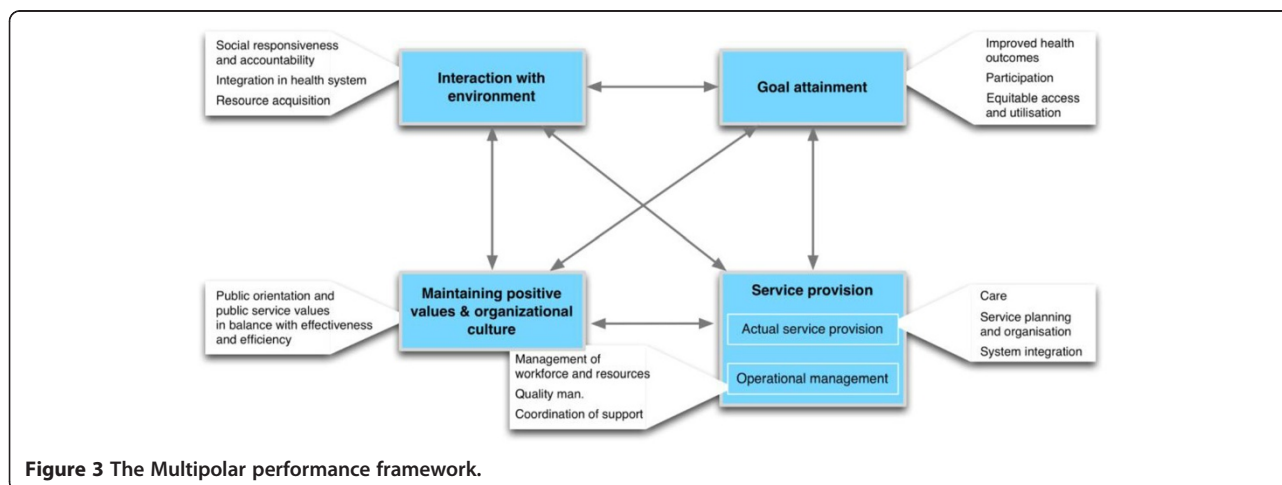 Social responsiveness
and accountability
Integration in health system
Resource acquisition
Interaction with
environment
Goal attainment
Improved health
outcomes
Participation
Equitable access
and utilisation
Public orientation and
public service values
in balance with effectiveness
and efficiency
Maintaining positive
values & organizational
culture
Service provision
Actual service provision
Operational management
Care
Service planning
and organisation
System integration
Management of
workforce and resources
Quality man.
Coordination of support
Figure 3 The Multipolar performance framework.